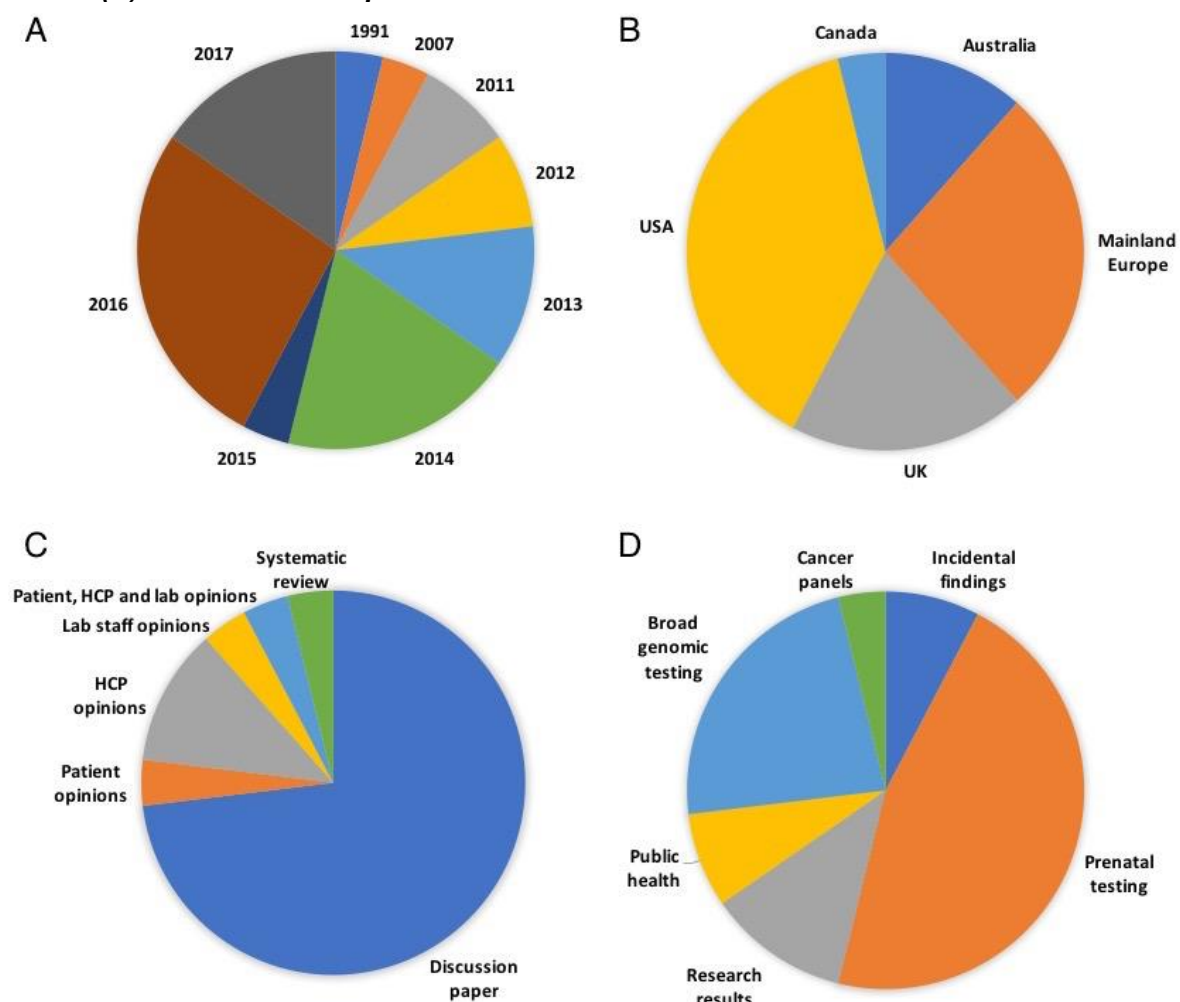 A
1991
2007
2011
2012
2013
2014
2015
2016
2017
B
Canada
Australia
Mainland
Europe
UK
USA
C
Systematic
review
Patient, HCP and lab opinions
Lab staff opinions
HCP
opinions
Patient
opinions
Discussion
paper
D
Cancer
panels
Incidental
findings
Broad
genomic
testing
Public
health
Prenatal
testing
Research
results